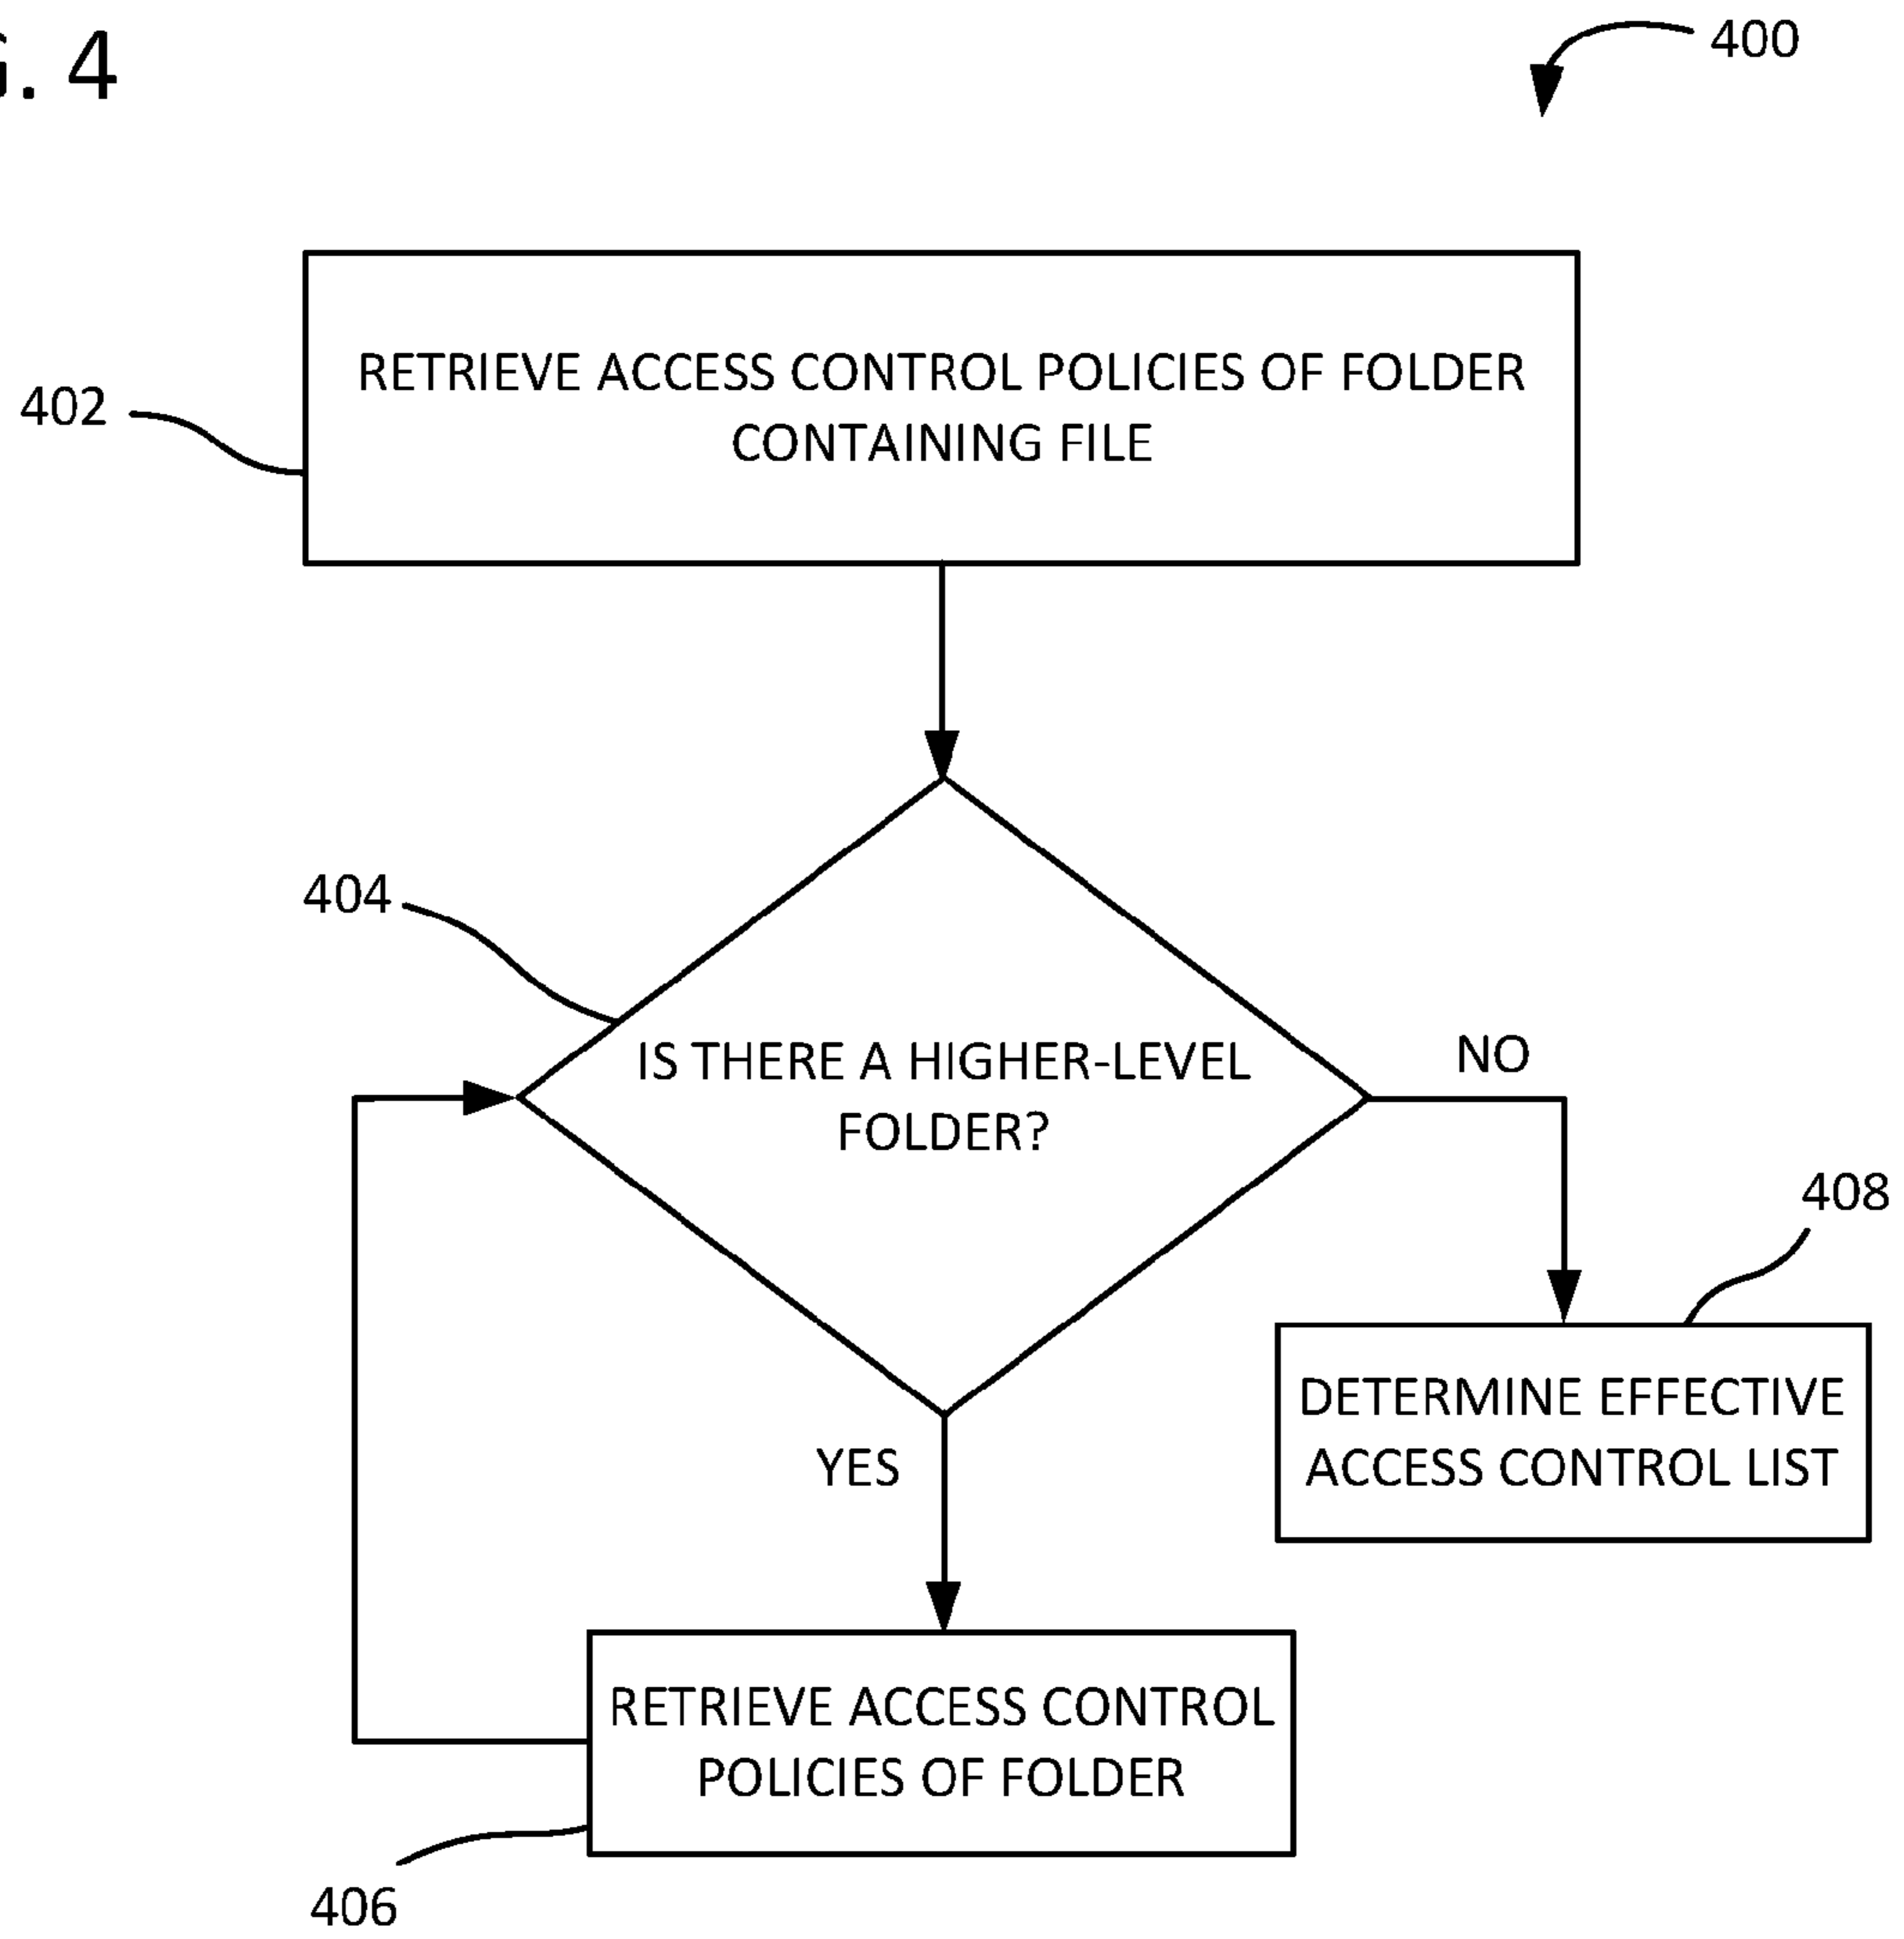 . 4
400
RETRIEVE ACCESS CONTROL POLICIES OF FOLDER
CONTAINING FILE
402
404
IS THERE A HIGHER-LEVEL
FOLDER?
NO
408
DETERMINE EFFECTIVE
ACCESS CONTROL LIST
YES
RETRIEVE ACCESS CONTROL
POLICIES OF FOLDER
406